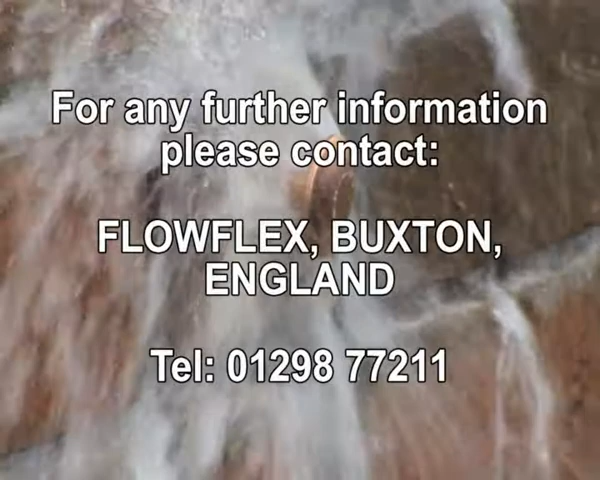 For any further information
please contact:
FLOWFLEX, BUXTON,
ENGLAND
Tel: 01298 77211